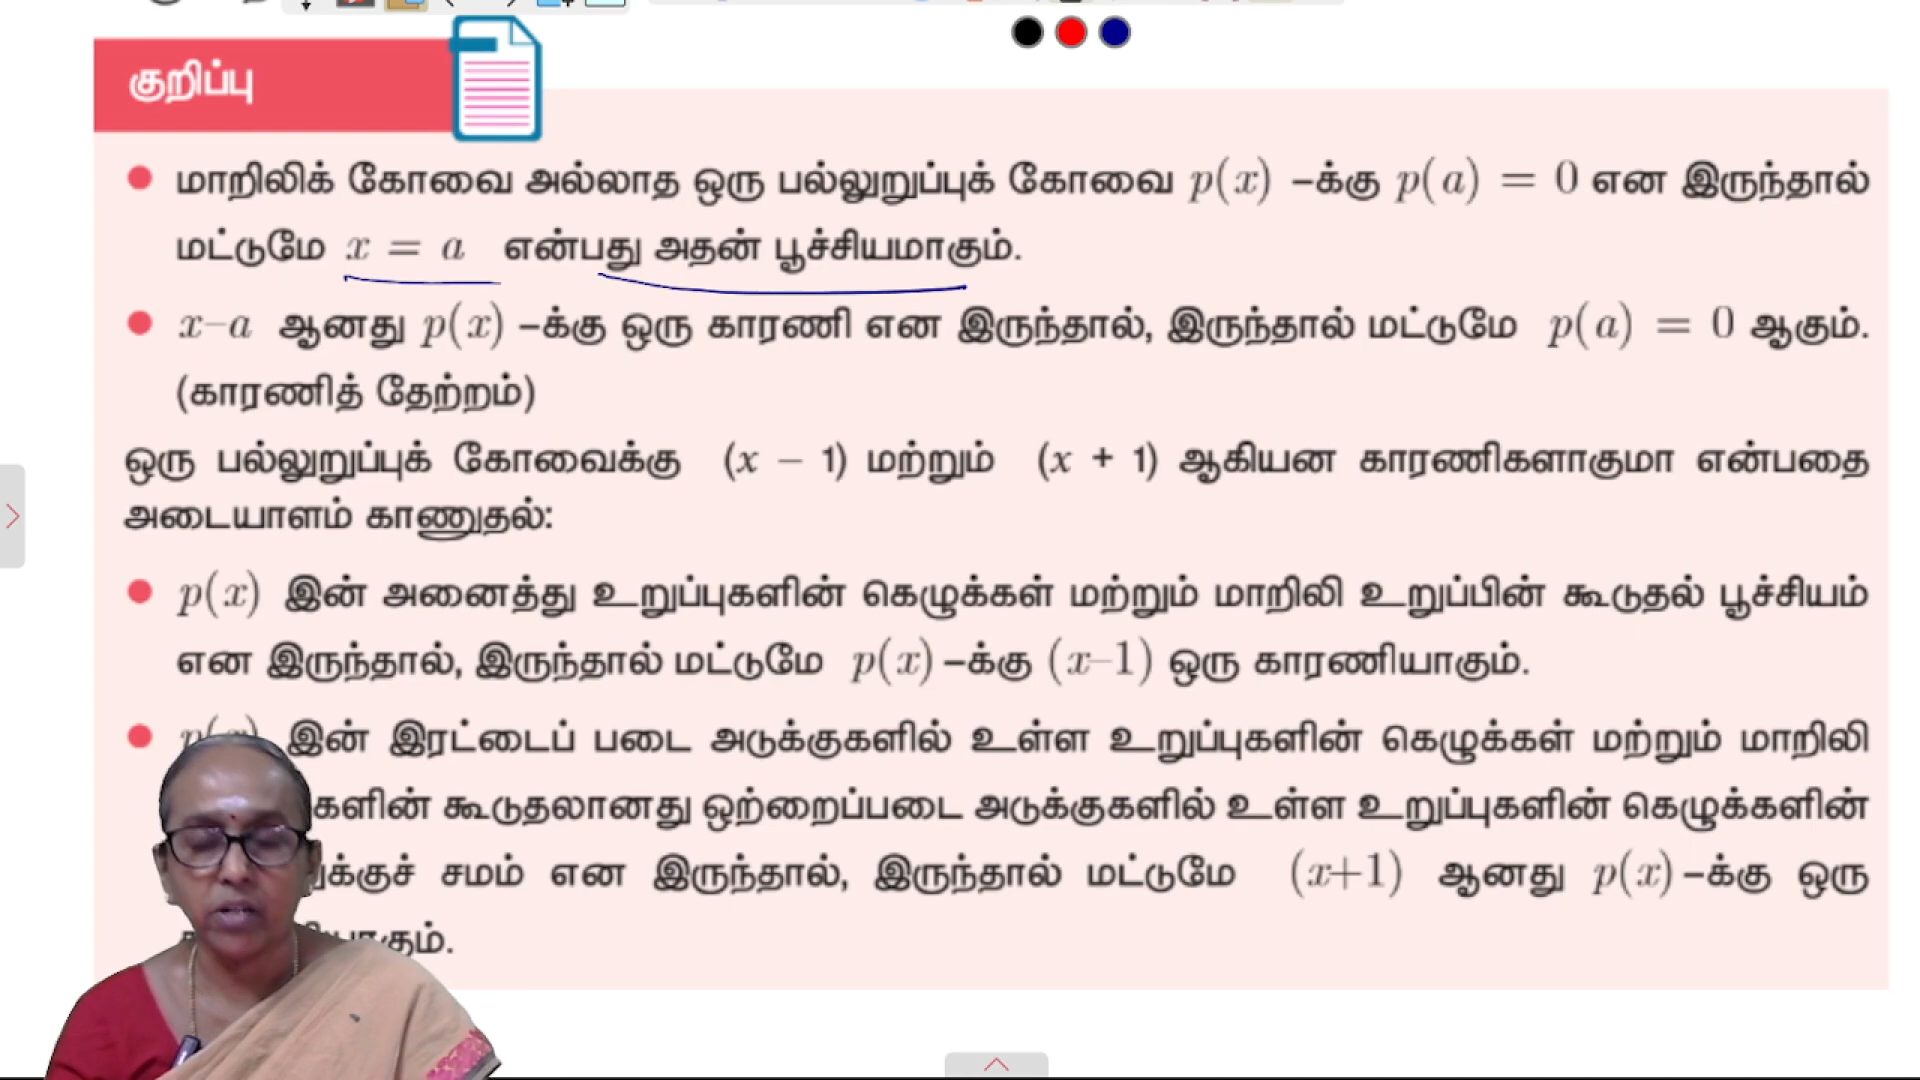 குறிப்பு
மாறிலிக் கோவை அல்லாத ஒரு பல்லுறுப்புக் கோவை p(x) –க்கு p(a) = 0 என இருந்தால்
மட்டுமே x = a என்பது அதன் பூச்சியமாகும்.
x–a ஆனது p(x) –க்கு ஒரு காரணி என இருந்தால், இருந்தால் மட்டுமே p(a) = 0 ஆகும்.
(காரணித் தேற்றம்)
ஒரு பல்லுறுப்புக் கோவைக்கு (x – 1) மற்றும் (x + 1) ஆகியன காரணிகளாகுமா என்பதை
அடையாளம் காணுதல்:
p(x) இன் அனைத்து உறுப்புகளின் கெழுக்கள் மற்றும் மாறிலி உறுப்பின் கூடுதல் பூச்சியம்
என இருந்தால், இருந்தால் மட்டுமே p(x) –க்கு (x–1) ஒரு காரணியாகும்.
p(x) இன் இரட்டைப் படை அடுக்குகளில் உள்ள உறுப்புகளின் கெழுக்கள் மற்றும் மாறிலி
களின் கூடுதலானது ஒற்றைப்படை அடுக்குகளில் உள்ள உறுப்புகளின் கெழுக்களின்
க்குச் சமம் என இருந்தால், இருந்தால் மட்டுமே (x+1) ஆனது p(x) –க்கு ஒரு